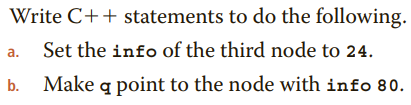 Write C++ statements to do the following.
a. Set the info of the third node to 24.
b. Make q point to the node with info 80.